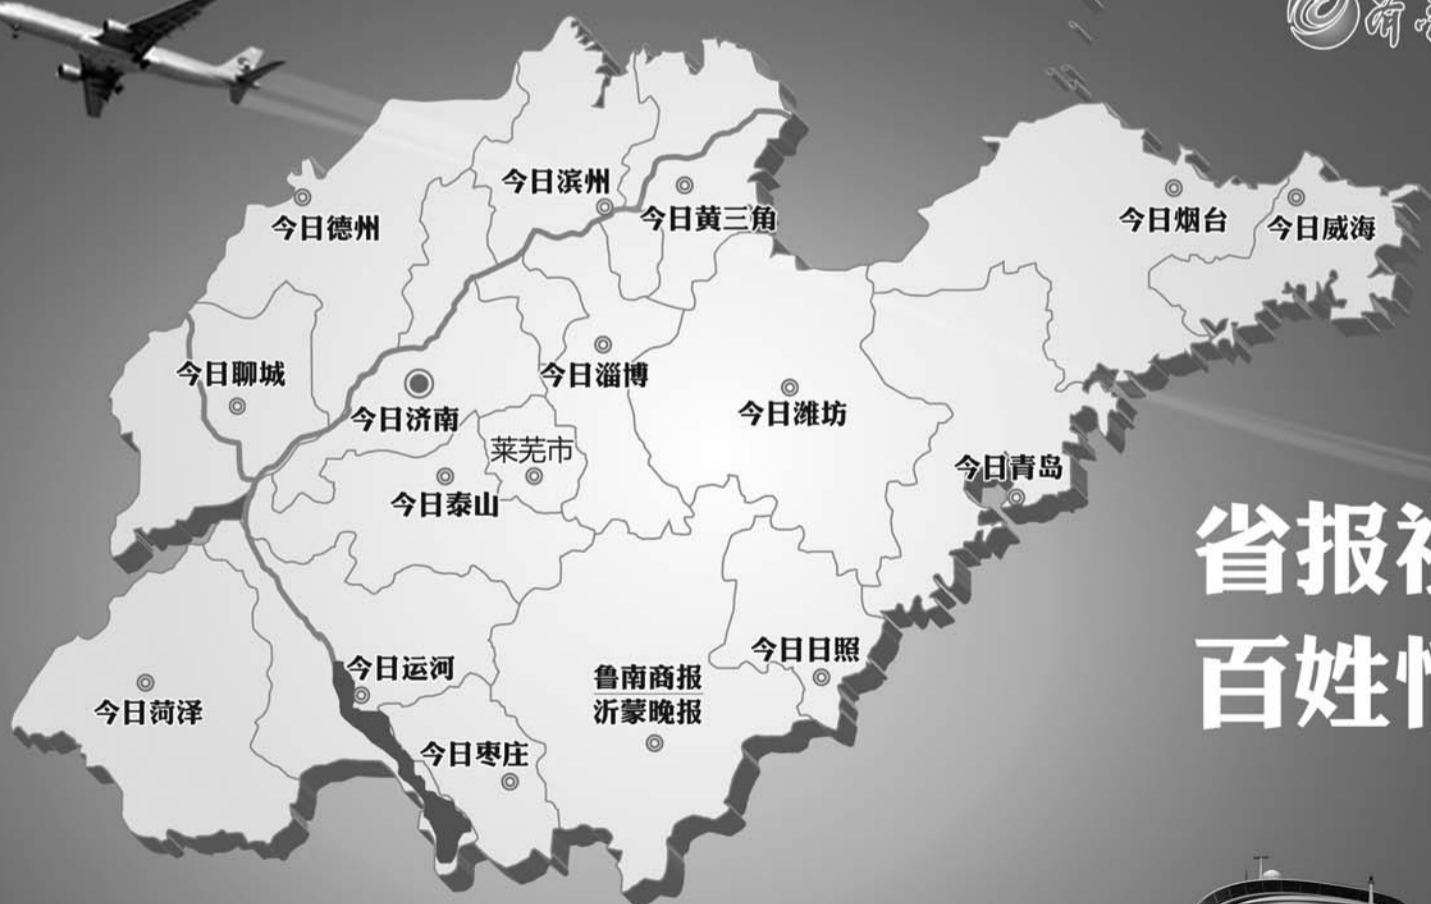 今日滨州
今日黄三角
今日德州
今日烟台
今日威海
今日聊城
今日淄博
今日济南
今日潍坊
莱芜市
今日青岛
今日泰山
省报
百姓
今日日照
今日运河
鲁南商报
沂蒙晚报
今日菏泽
今日枣庄